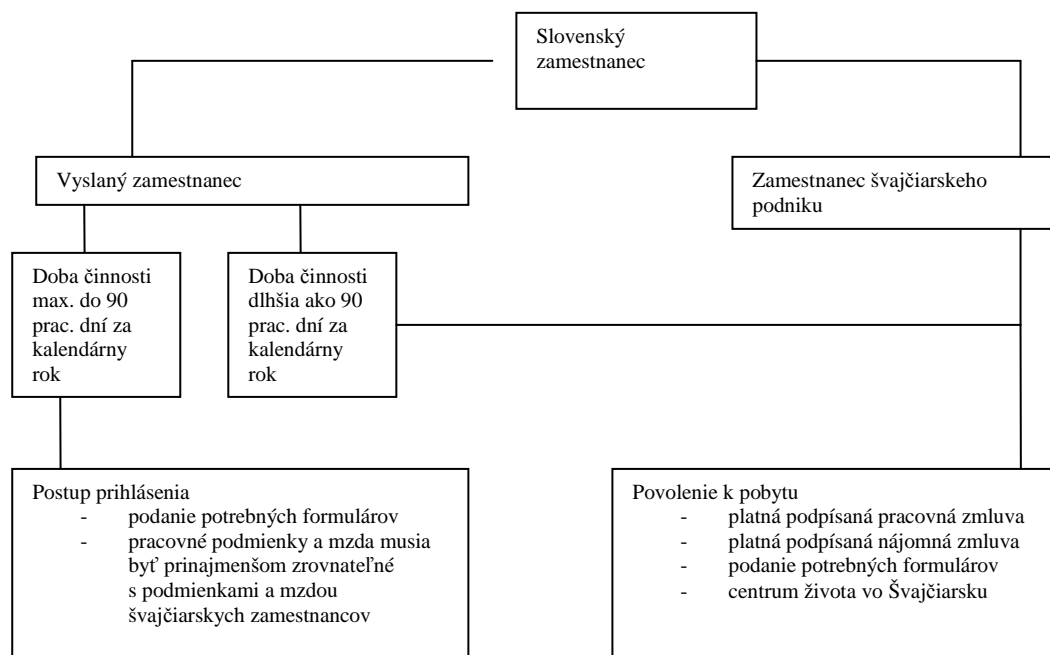 Slovenský
zamestnanec
Vyslaný zamestnanec
Zamestnanec švajčiarskeho
podniku
Doba činnosti
max. do 90
prac. dní za
kalendárny
rok
Doba činnosti
dlhšia ako 90
prac. dní za
kalendárny
rok
Postup prihlásenia
- podanie potrebných formulárov
- pracovné podmienky a mzda musia
byť prinajmenšom zrovnateľné
s podmienkami a mzdou
švajčiarskych zamestnancov
Povolenie k pobytu
- platná podpísaná pracovná zmluva
- platná podpísaná nájomná zmluva
- podanie potrebných formulárov
- centrum života vo Švajčiarsku